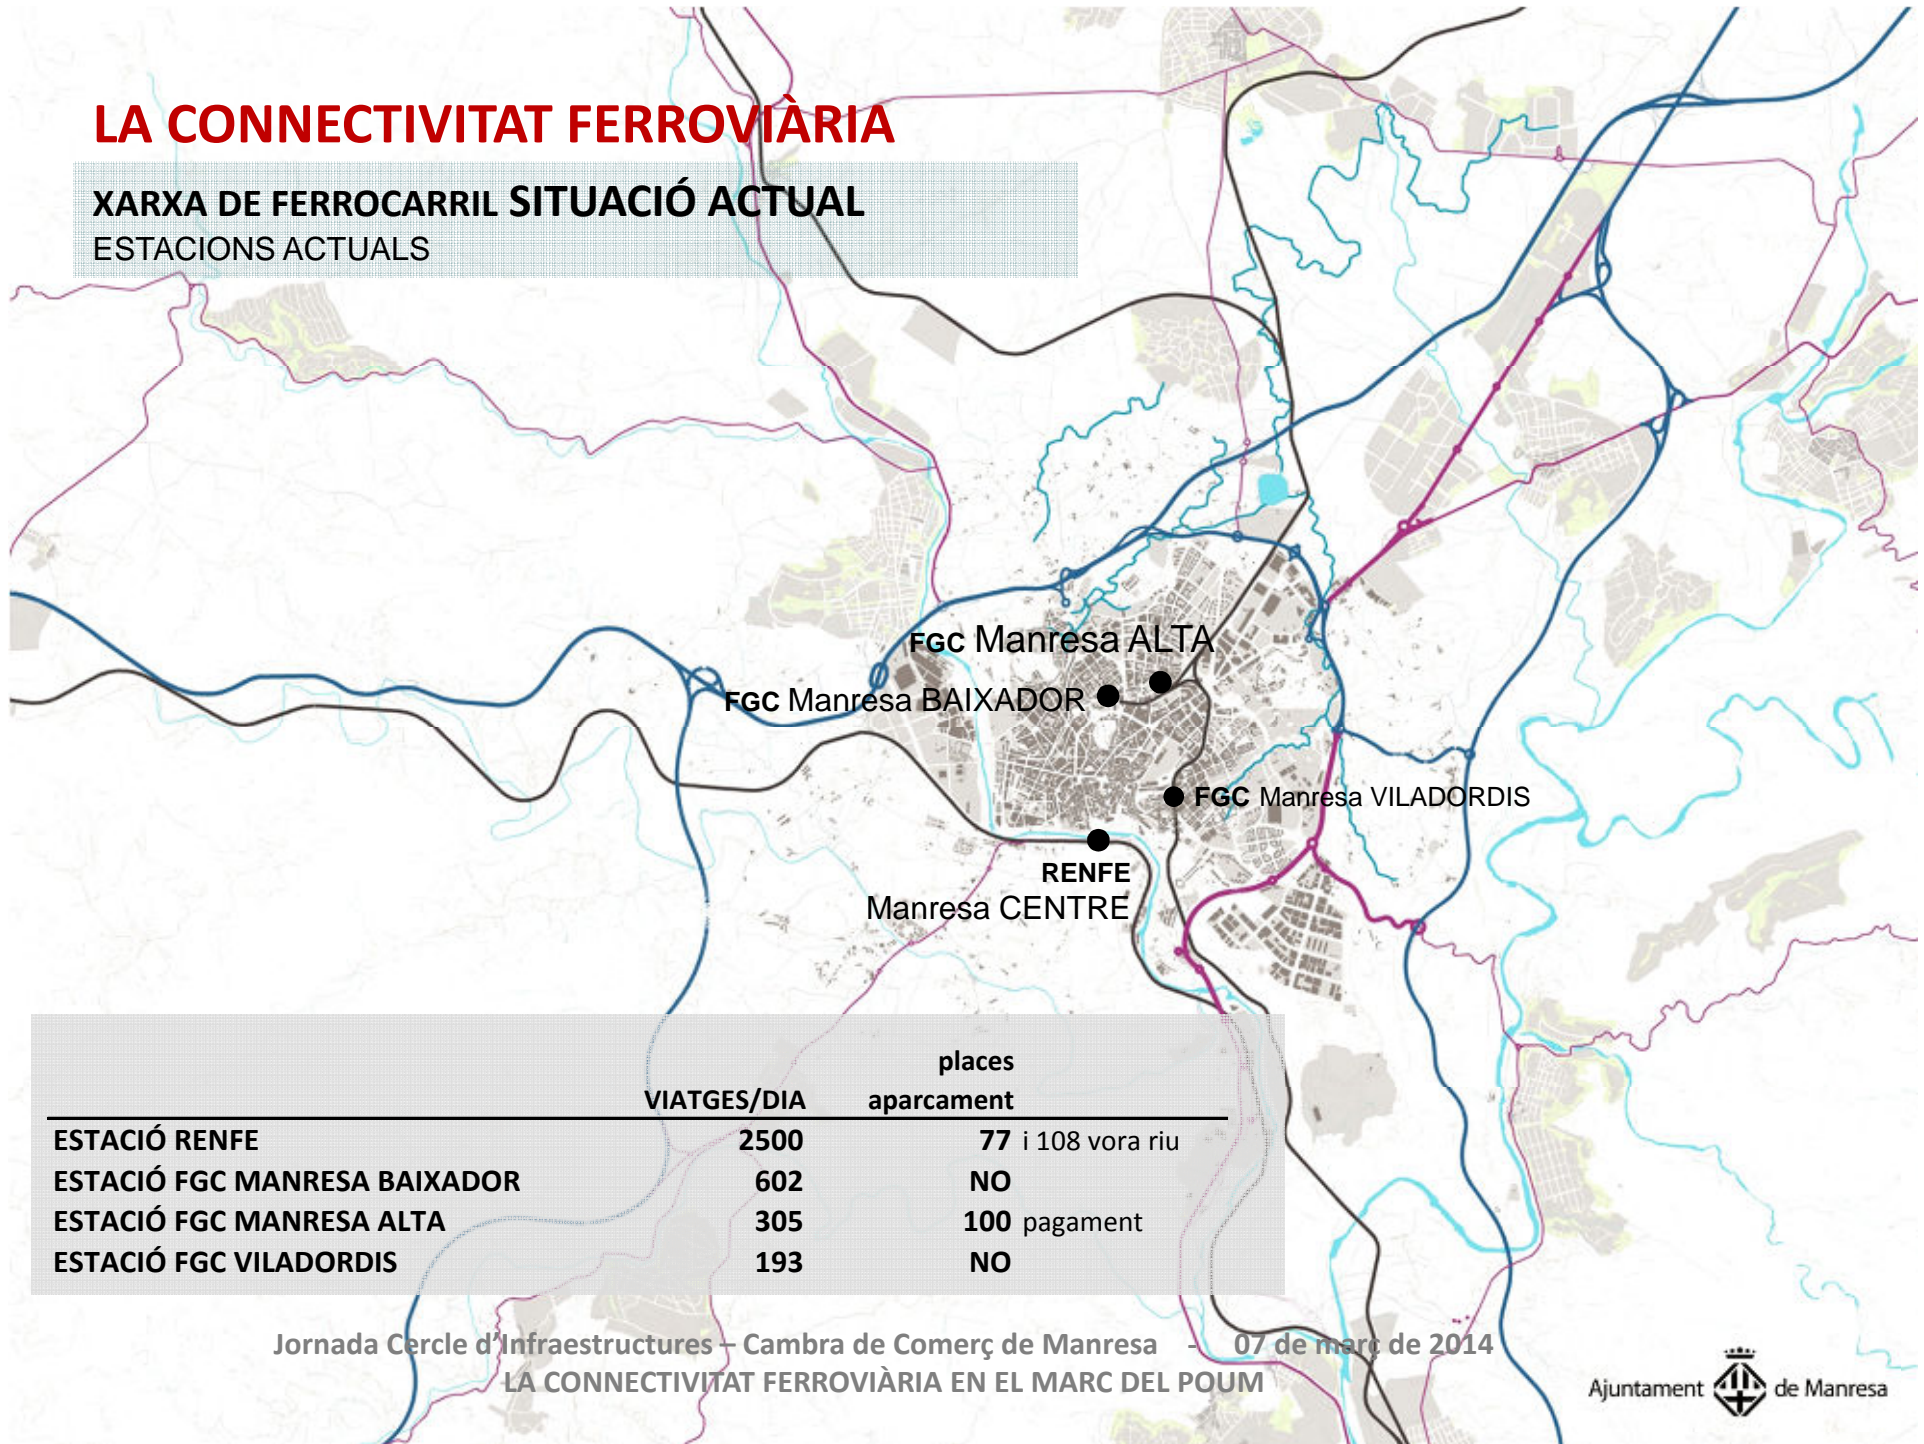 LA CONNECTIVITAT FERROVIÀRIA
XARXA DE FERROCARRIL SITUACIÓ ACTUAL
ESTACIONS ACTUALS
FGC Manresa ALTA
FGC Manresa BAIXADOR
FGC Manresa VILADORDIS
RENFE
Manresa CENTRE
places
VIATGES/DIA aparcament
ESTACIÓ RENFE 2500 77 i 108 vora riu
ESTACIÓ FGC MANRESA BAIXADOR 602 NO
ESTACIÓ FGC MANRESA ALTA 305 100 pagament
ESTACIÓ FGC VILADORDIS 193 NO
Jornada Cercle d'Infraestructures – Cambra de Comerç de Manresa - 07 de març de 2014
LA CONNECTIVITAT FERROVIÀRIA EN EL MARC DEL POUM
Ajuntament de Manresa